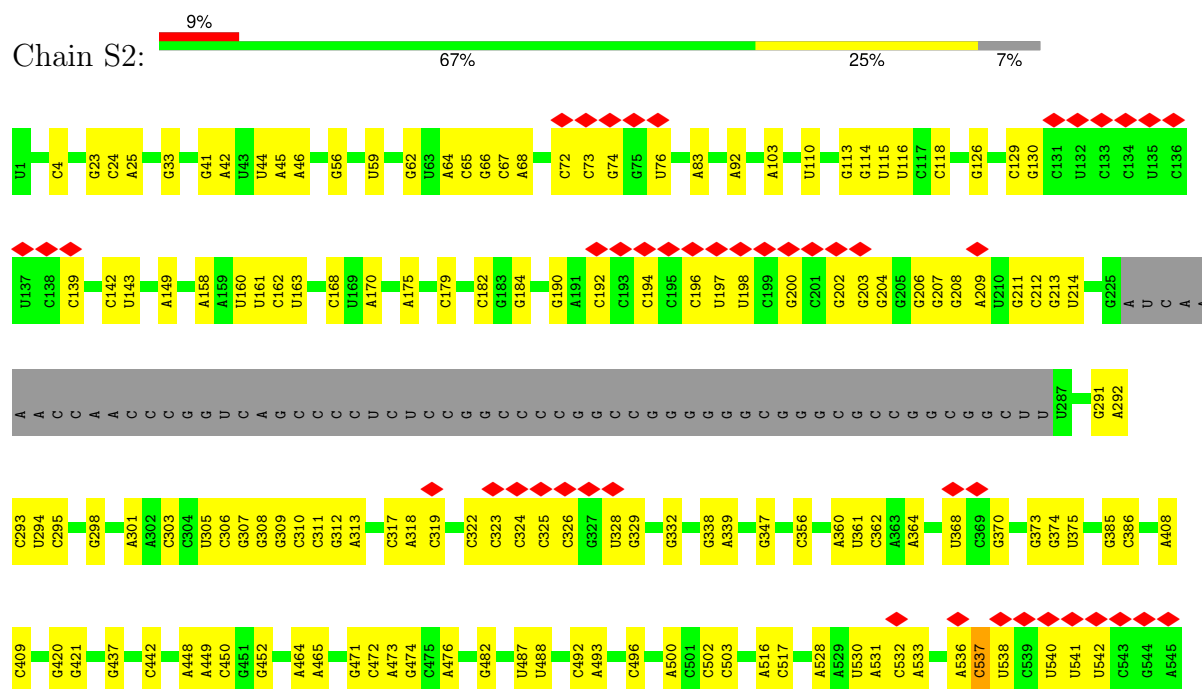 9%
Chain S2:
67% 25% 7%
U1 C4 G23 C24 A25 G33 G41 A42 U43 U44 A45 A46 G56 U59 G62 U63 A64 C65 G66 C67 A68 C72 C73 G74 G75 U76 A83 A92 A103 U110 G113 G114 U115 U116 C117 C118 G126 C129 G130 C131 U132 C133 C134 U135 C136
U137 C138 C139 C142 U143 A149 A158 A159 U160 U161 C162 U163 C168 U169 A170 A175 C179 C182 G183 G184 G190 A191 C192 C193 C194 C195 C196 U197 U198 C199 G200 C201 G202 G203 G204 G205 G206 G207 G208 A209 U210 G211 C212 G213 U214 G225 A U C A A
A A C C A A C C C G G U C A G C C C C U C U C C G G C C C C G G C C G G G G G G C G G G C G C C G G C G G C U U U287 G291 A292
C293 U294 C295 G298 A301 A302 C303 C304 U305 C306 G307 G308 G309 C310 C311 G312 A313 C317 A318 C319 C322 C323 C324 C325 C326 G327 U328 G329 G332 G338 A339 G347 C356 A360 U361 C362 A363 A364 U368 C369 G370 G373 G374 U375 G385 C386 A408
C409 G420 G421 G437 C442 A448 A449 C450 G451 G452 A464 A465 G471 C472 A473 G474 C475 A476 G482 U487 U488 C492 A493 C496 A500 C501 C502 C503 A516 C517 A528 A529 U530 A531 C532 A533 A536 C537 U538 C539 U540 U541 U542 C543 G544 A545